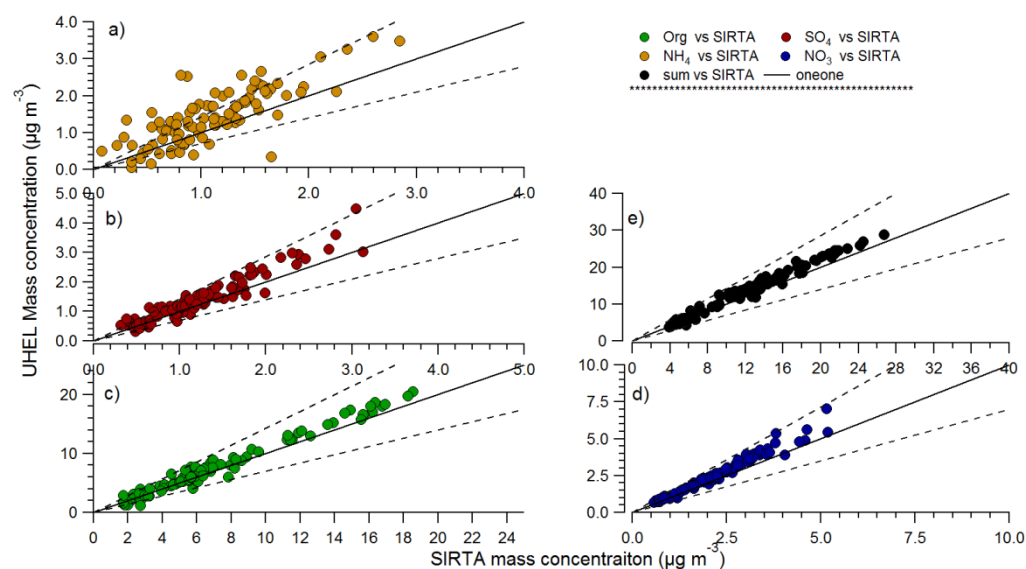 4.0
a)
3.0
2.0
1.0
0.0
0.0 1.0 2.0 3.0 4.0
Org vs SIRTA SO4 vs SIRTA
NH4 vs SIRTA NO3 vs SIRTA
sum vs SIRTA oneone
**************************************************
UHEL Mass concentration (µg m⁻³)
5.0
b)
4.0
3.0
2.0
1.0
0.0
0.0 1.0 2.0 3.0 4.0 5.0
40
e)
30
20
10
0
0 4 8 12 16 20 24 28 32 36 40
c)
20
10
0
0 2 4 6 8 10 12 14 16 18 20 22 24
10.0
d)
7.5
5.0
2.5
0.0
0.0 2.5 5.0 7.5 10.0
SIRTA mass concentraiton (µg m⁻³)